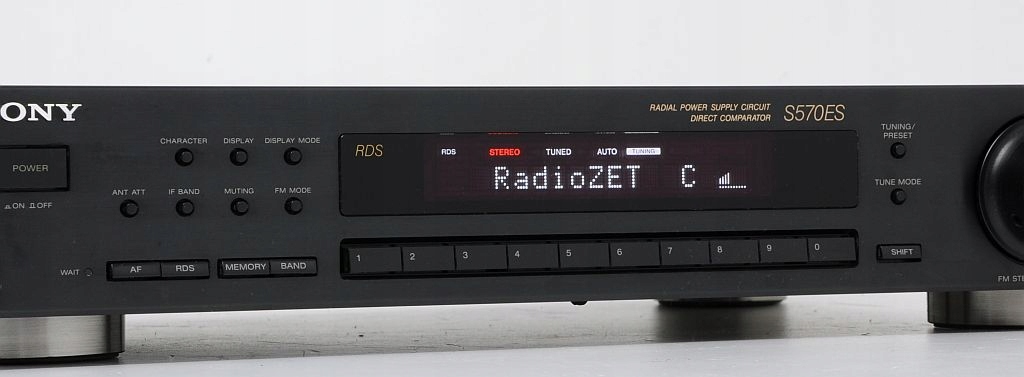 ONY
RADIAL POWER SUPPLY CIRCUIT
DIRECT COMPARATOR
S570ES
CHARACTER DISPLAY DISPLAY MODE
TUNING/
PRESET
RDS
RDS STEREO TUNED AUTO TUNING
POWER
RadioZET C
ANT ATT IF BAND MUTING FM MODE
TUNE MODE
ON OFF
1 2 3 4 5 6 7 8 9 0
SHIFT
WAIT AF RDS MEMORY BAND
FM STE